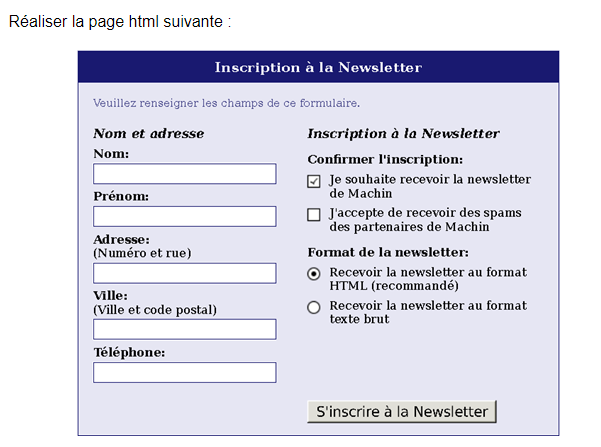 Réaliser la page html suivante :
Inscription à la Newsletter
Veuillez renseigner les champs de ce formulaire.
Nom et adresse
Nom:
Prénom:
Adresse:
(Numéro et rue)
Ville:
(Ville et code postal)
Téléphone:
Inscription à la Newsletter
Confirmer l'inscription:
Je souhaite recevoir la newsletter
de Machin
J'accepte de recevoir des spams
des partenaires de Machin
Format de la newsletter:
Recevoir la newsletter au format
HTML (recommandé)
Recevoir la newsletter au format
texte brut
S'inscrire à la Newsletter